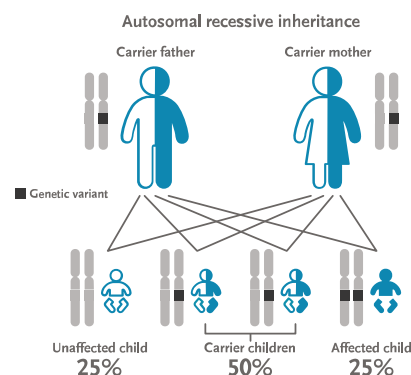 Autosomal recessive inheritance
Carrier father
Carrier mother
Genetic variant
Unaffected child
25%
Carrier children
50%
Affected child
25%